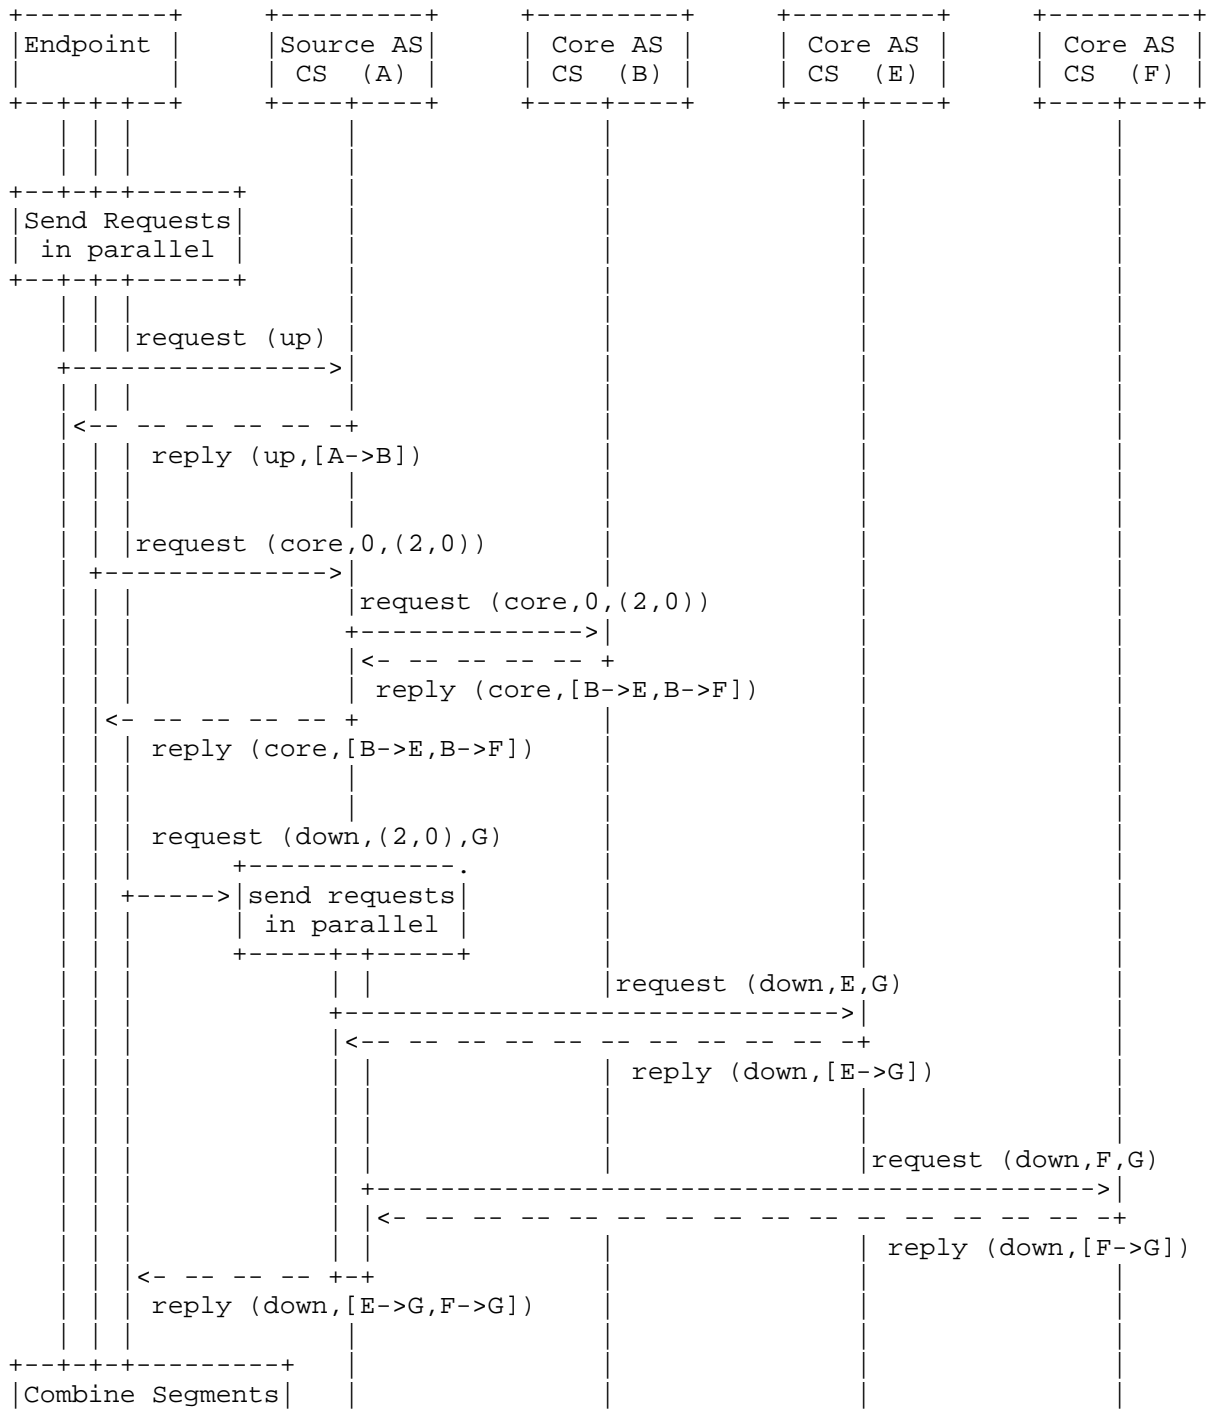 Endpoint Source AS Core AS Core AS Core AS
CS (A) CS (B) CS (E) CS (F)
Send Requests
in parallel
request (up)
reply (up,[A->B])
request (core,0,(2,0))
request (core,0,(2,0))
reply (core,[B->E,B->F])
reply (core,[B->E,B->F])
request (down,(2,0),G)
send requests
in parallel
request (down,E,G)
reply (down,[E->G])
request (down,F,G)
reply (down,[F->G])
reply (down,[E->G,F->G])
Combine Segments